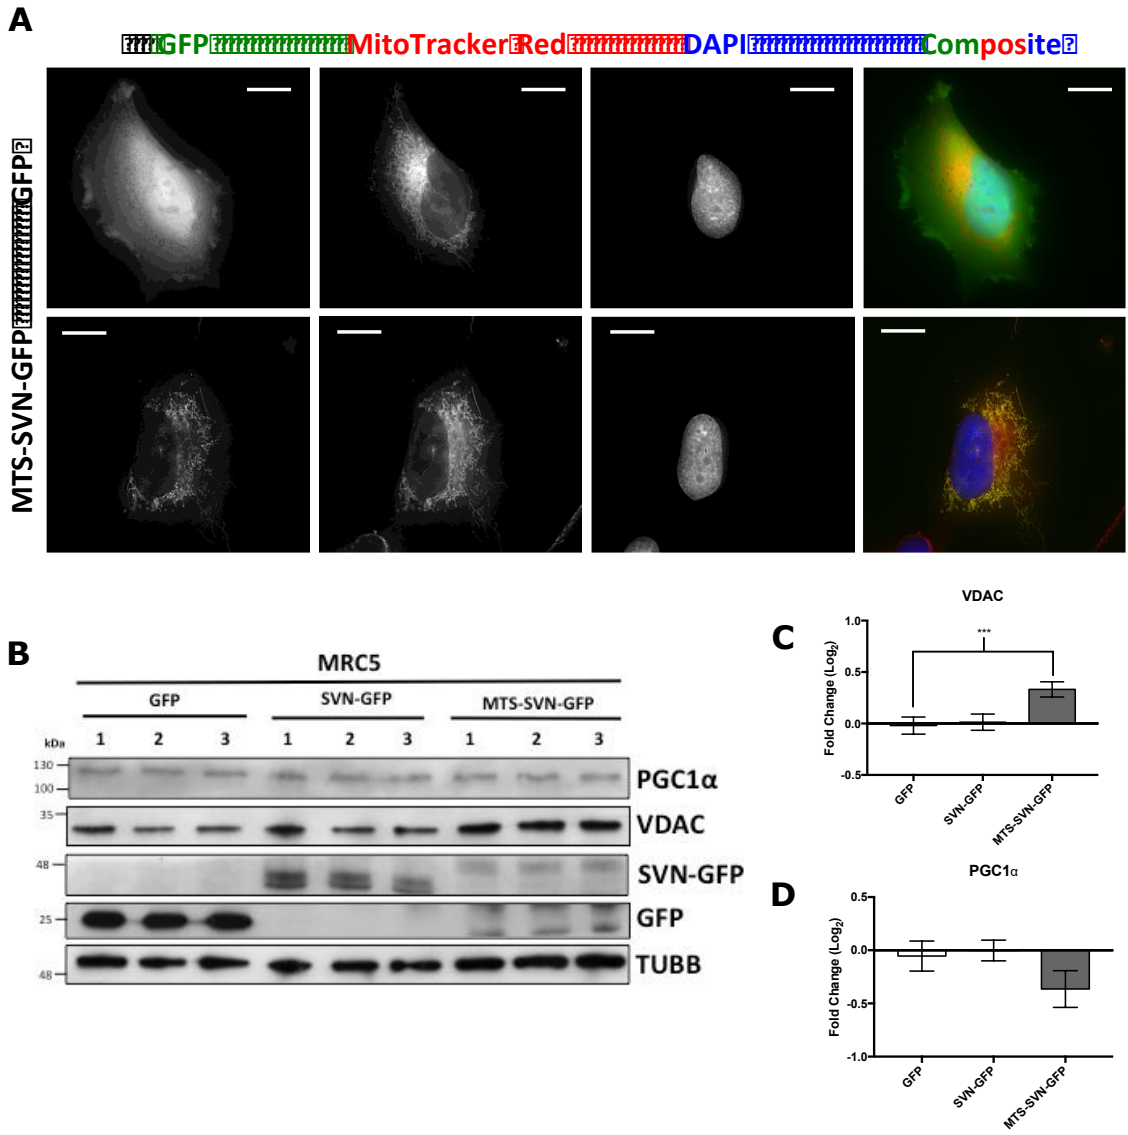 A
GFP MitoTracker Red DAPI Composite
GFP
MTS-SVN-GFP
B
MRC5
GFP SVN-GFP MTS-SVN-GFP
kDa 1 2 3 1 2 3 1 2 3
130
100
PGC1α
35
VDAC
48
SVN-GFP
25
GFP
48
TUBB
C
VDAC
Fold Change (Log2)
1.0
0.5
0.0
-0.5
***
GFP SVN-GFP MTS-SVN-GFP
D
PGC1α
Fold Change (Log2)
0.5
0.0
-0.5
-1.0
GFP SVN-GFP MTS-SVN-GFP